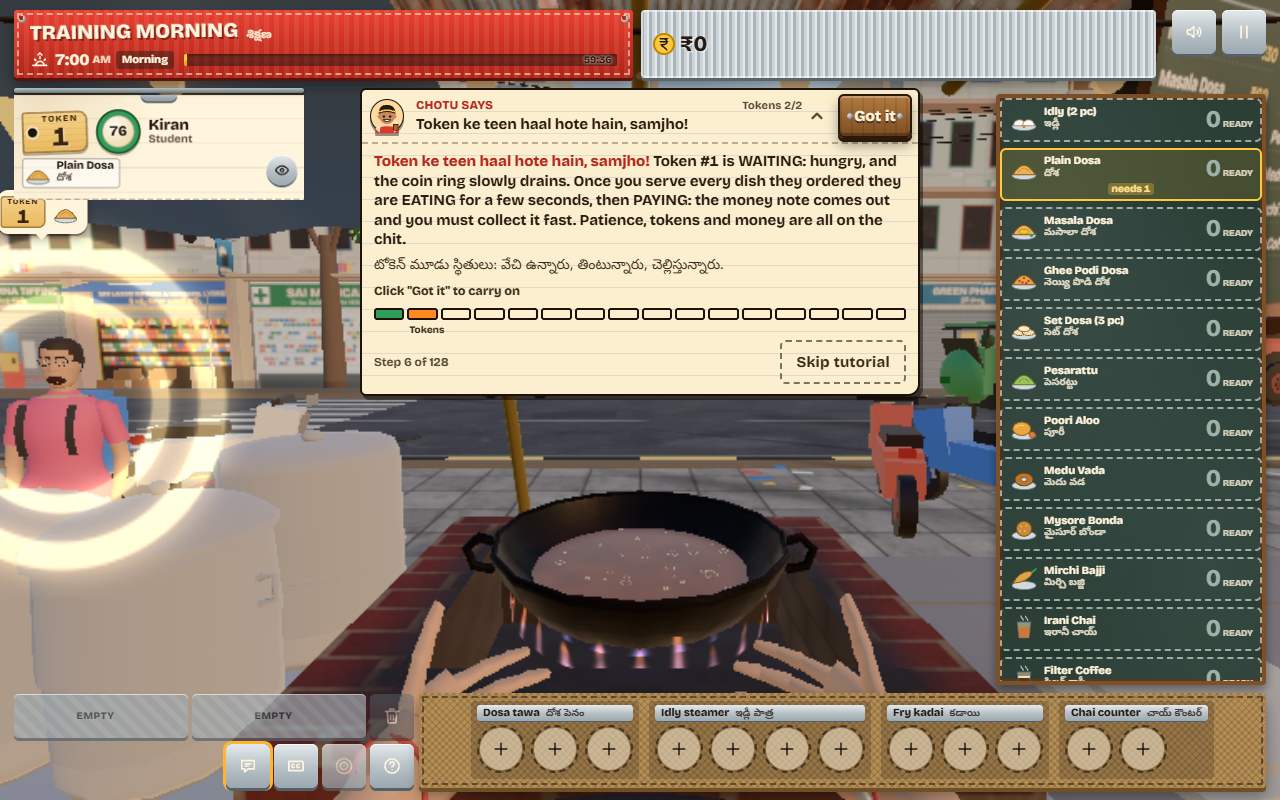 TRAINING MORNING శిక్షణ
7:00 AM Morning 59:36
₹0
TOKEN
1
76
Kiran
Student
Plain Dosa
దోశ
TOKEN
1
CHOTU SAYS
Tokens 2/2
Token ke teen haal hote hain, samjho!
Got it
Token ke teen haal hote hain, samjho! Token #1 is WAITING: hungry, and
the coin ring slowly drains. Once you serve every dish they ordered they
are EATING for a few seconds, then PAYING: the money note comes out
and you must collect it fast. Patience, tokens and money are all on the
chit.
టోకెన్ మూడు స్థితులు: వేచి ఉన్నారు, తింటున్నారు, చెల్లిస్తున్నారు.
Click "Got it" to carry on
Tokens
Step 6 of 128
Skip tutorial
Masala Dosa
GREEN PHAR
Idly (2 pc)
ఇడ్లీ
0 READY
Plain Dosa
దోశ
0 READY
needs 1
Masala Dosa
మసాలా దోశ
0 READY
Ghee Podi Dosa
నెయ్యి పొడి దోశ
0 READY
Set Dosa (3 pc)
సెట్ దోశ
0 READY
Pesarattu
పెసరట్టు
0 READY
Poori Aloo
పూరీ
0 READY
Medu Vada
మెదు వడ
0 READY
Mysore Bonda
మైసూర్ బోండా
0 READY
Mirchi Bajji
మిర్చి బజ్జి
0 READY
Irani Chai
ఇరానీ చాయ్
0 READY
Filter Coffee
EMPTY
EMPTY
CC
Dosa tawa దోశ పెనం
Idly steamer ఇడ్లీ పాత్ర
Fry kadai కడాయి
Chai counter చాయ్ కౌంటర్